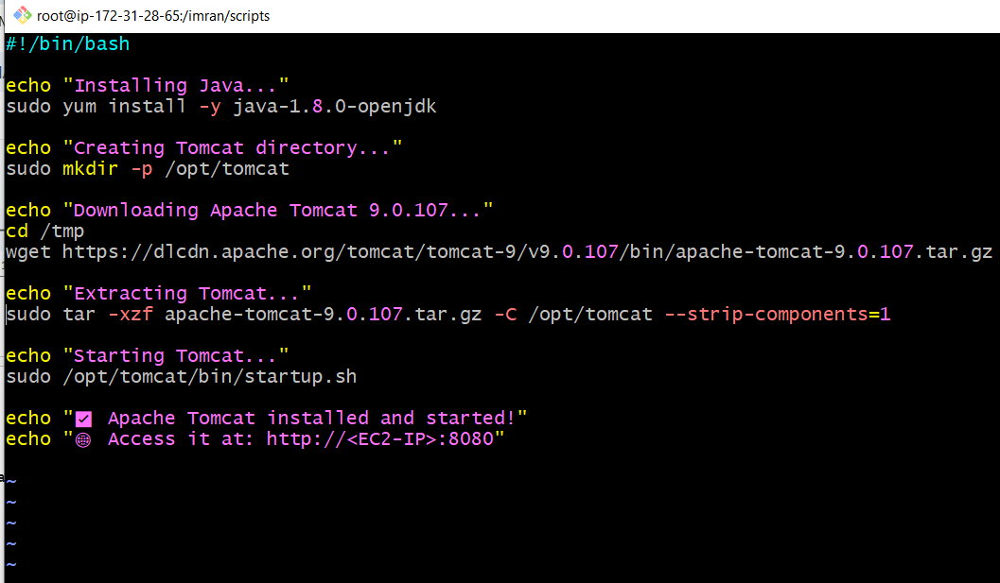 root@ip-172-31-28-65:/imran/scripts
#!/bin/bash
echo "Installing Java..."
sudo yum install -y java-1.8.0-openjdk
echo "Creating Tomcat directory..."
sudo mkdir -p /opt/tomcat
echo "Downloading Apache Tomcat 9.0.107..."
cd /tmp
wget https://dlcdn.apache.org/tomcat/tomcat-9/v9.0.107/bin/apache-tomcat-9.0.107.tar.gz
echo "Extracting Tomcat..."
sudo tar -xzf apache-tomcat-9.0.107.tar.gz -C /opt/tomcat --strip-components=1
echo "Starting Tomcat..."
sudo /opt/tomcat/bin/startup.sh
echo "✅ Apache Tomcat installed and started!"
echo "🌐 Access it at: http://<EC2-IP>:8080"
~
~
~
~
~